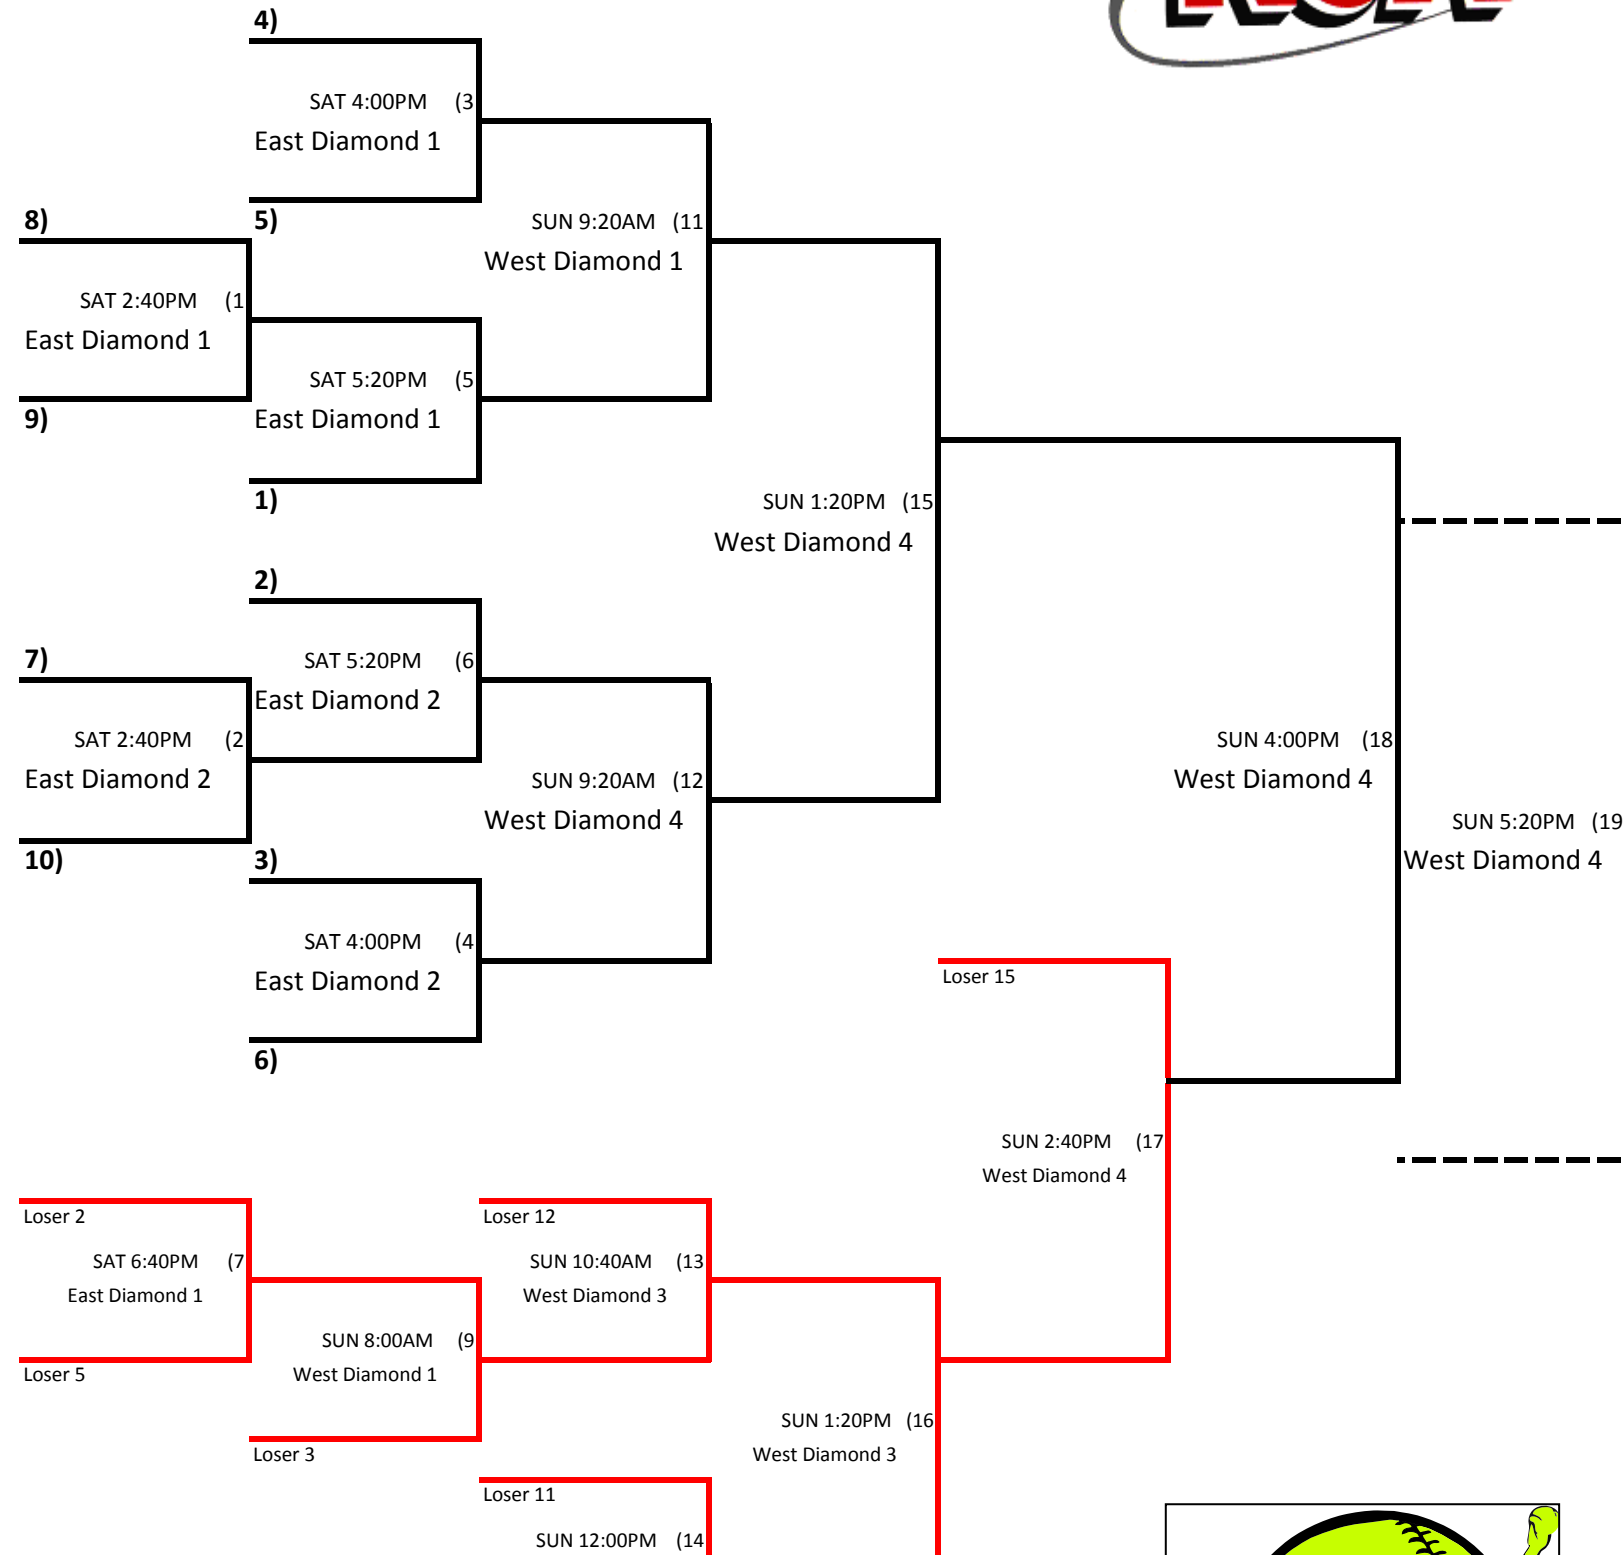 4)
SAT 4:00PM (3
East Diamond 1
8)
5)
SUN 9:20AM (11
West Diamond 1
SAT 2:40PM (1
East Diamond 1
SAT 5:20PM (5
East Diamond 1
9)
1)
SUN 1:20PM (15
West Diamond 4
2)
7)
SAT 5:20PM (6
East Diamond 2
SAT 2:40PM (2
East Diamond 2
SUN 4:00PM (18
West Diamond 4
SUN 9:20AM (12
West Diamond 4
SUN 5:20PM (19
West Diamond 4
10)
3)
SAT 4:00PM (4
East Diamond 2
Loser 15
6)
SUN 2:40PM (17
West Diamond 4
Loser 2
Loser 12
SAT 6:40PM (7
East Diamond 1
SUN 10:40AM (13
West Diamond 3
SUN 8:00AM (9
West Diamond 1
Loser 5
SUN 1:20PM (16
West Diamond 3
Loser 3
Loser 11
SUN 12:00PM (14